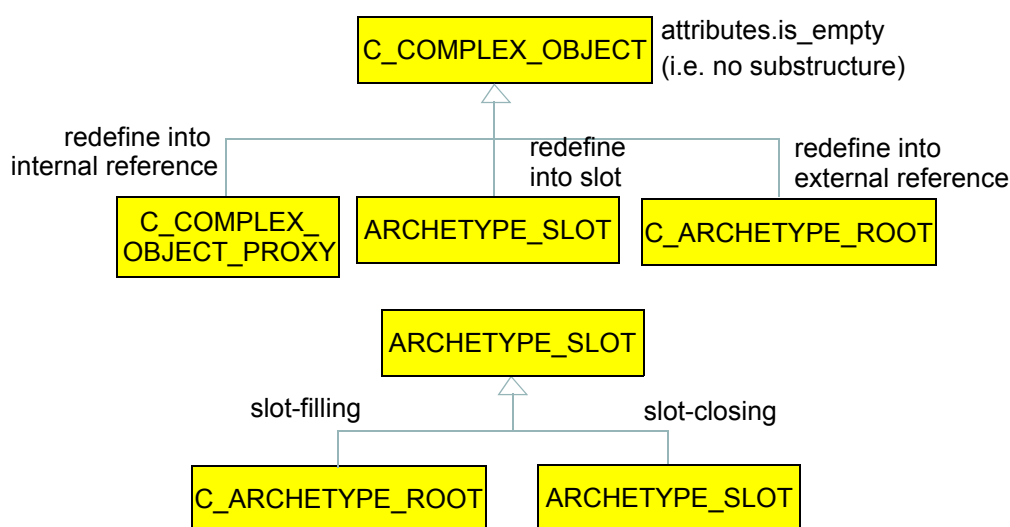 C_COMPLEX_OBJECT
attributes.is_empty
(i.e. no substructure)
redefine into
internal reference
redefine
into slot
redefine into
external reference
C_COMPLEX_
OBJECT_PROXY
ARCHETYPE_SLOT
C_ARCHETYPE_ROOT
ARCHETYPE_SLOT
slot-filling
slot-closing
C_ARCHETYPE_ROOT
ARCHETYPE_SLOT